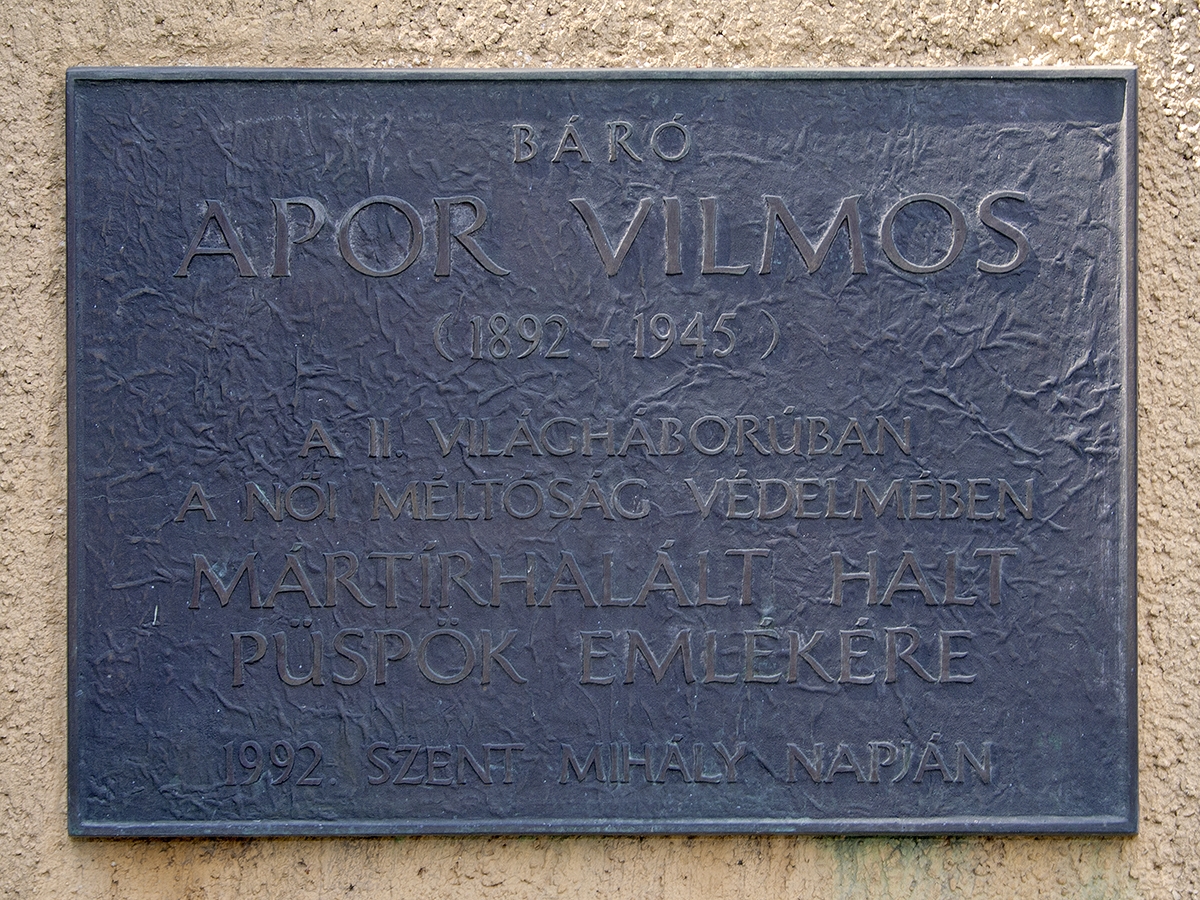 BÁRÓ
APOR VILMOS
(1892 - 1945)
A II. VILÁGHÁBORÚBAN
A NŐI MÉLTÓSÁG VÉDELMÉBEN
MÁRTÍRHALÁLT HALT
PÜSPÖK EMLÉKÉRE
1992. SZENT MIHÁLY NAPJÁN